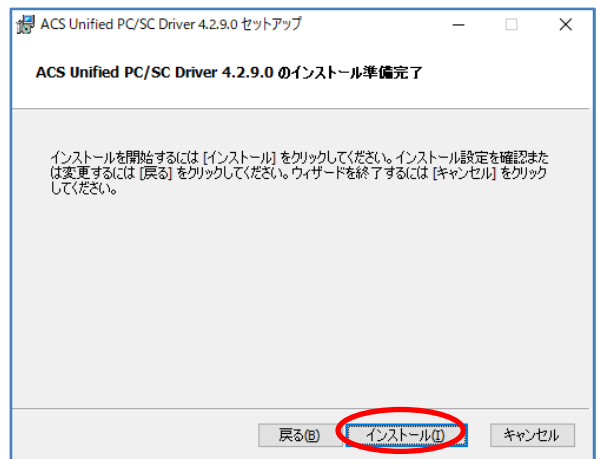 ACS Unified PC/SC Driver 4.2.9.0 セットアップ
ACS Unified PC/SC Driver 4.2.9.0 のインストール準備完了
インストールを開始するには [インストール] をクリックしてください。インストール設定を確認また
は変更するには [戻る] をクリックしてください。ウィザードを終了するには [キャンセル] をクリック
してください。
戻る(B) インストール(I) キャンセル